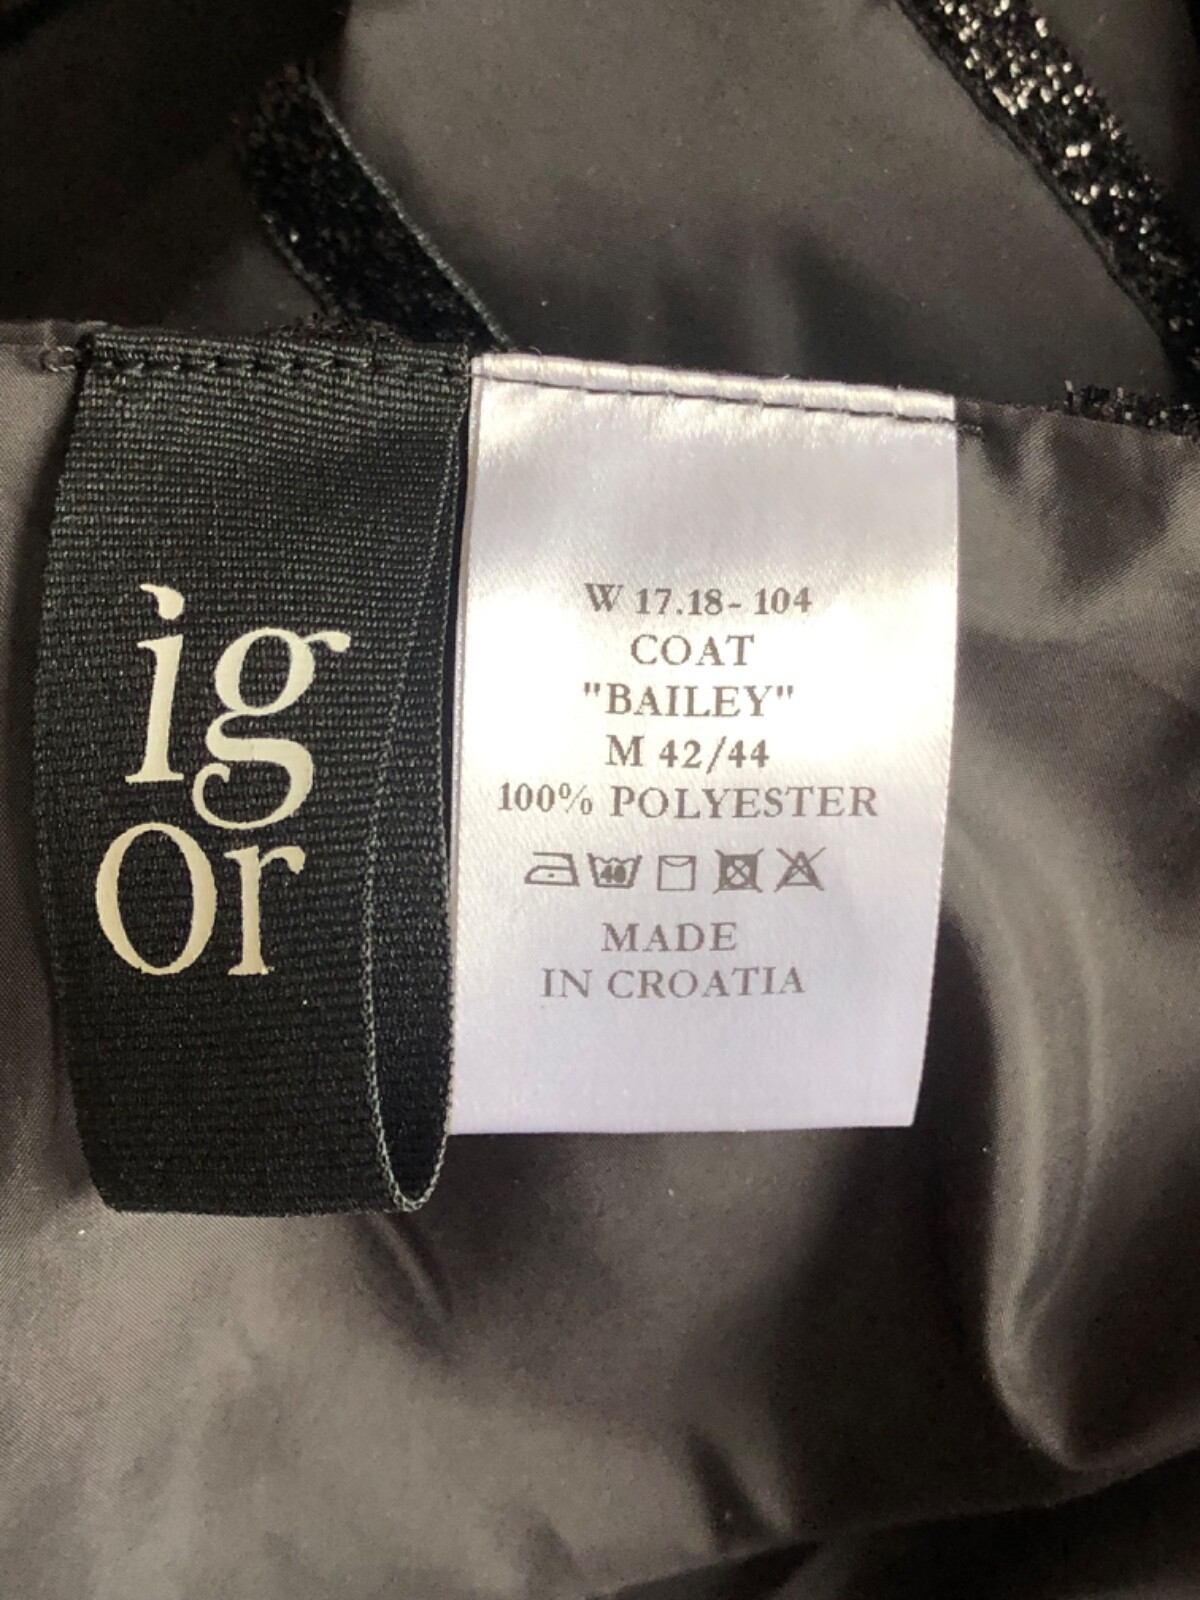 ig
Or
W 17.18-104
COAT
"BAILEY"
M 42/44
100% POLYESTER
40
MADE
IN CROATIA